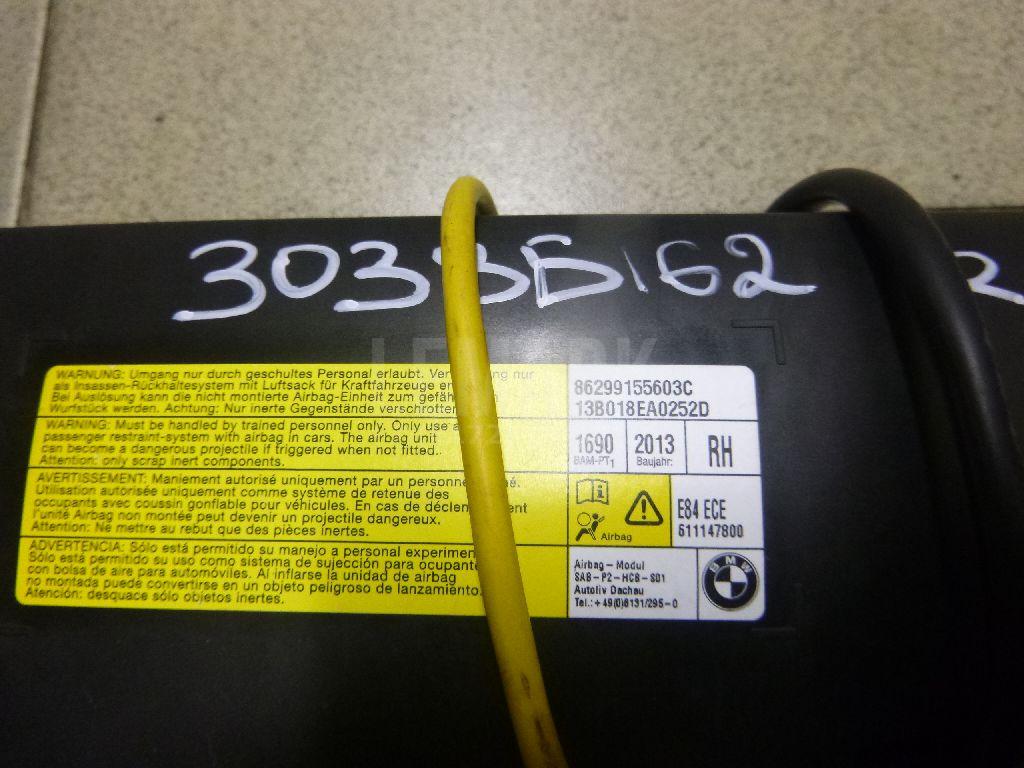 3039Б162
WARNUNG: Umgang nur durch geschultes Personal erlaubt. nur
als Insassen-Rückhaltesystem mit Luftsack für Kraftfahrzeuge
Bei Auslösung kann die nicht montierte Airbag-Einheit zum
Wurfstück werden. Achtung: Nur inerte Gegenstände verschrotten
WARNING: Must be handled by trained personnel only. Only use
passenger restraint-system with airbag in cars. The airbag unit
can become a dangerous projectile if triggered when not fitted.
Attention: only scrap inert components.
AVERTISSEMENT: Maniement autorisé uniquement par un
Utilisation autorisée uniquement comme système de retenue des
occupants avec coussin gonflable pour véhicules. En cas de
l'unité Airbag non montée peut devenir un projectile dangereux.
Attention: Ne mettre au rebut que des pièces inertes.
ADVERTENCIA: Sólo está permitido su manejo a personal
Sólo está permitido su uso como sistema de sujección para
con bolsa de aire para automóviles. Al inflarse la unidad de airbag
no montada puede convertirse en un objeto peligroso de lanzamiento.
Atención: desguace sólo objetos inertes.
86299155603C
13B018EA0252D
1690 2013 RH
BAM-PT1 Baujahr:
Airbag
E84 ECE
611147800
Airbag-Modul
SAB-P2-HCB-SD1
Autoliv Dachau
Tel.: +49(0)8131/295-0
BMW